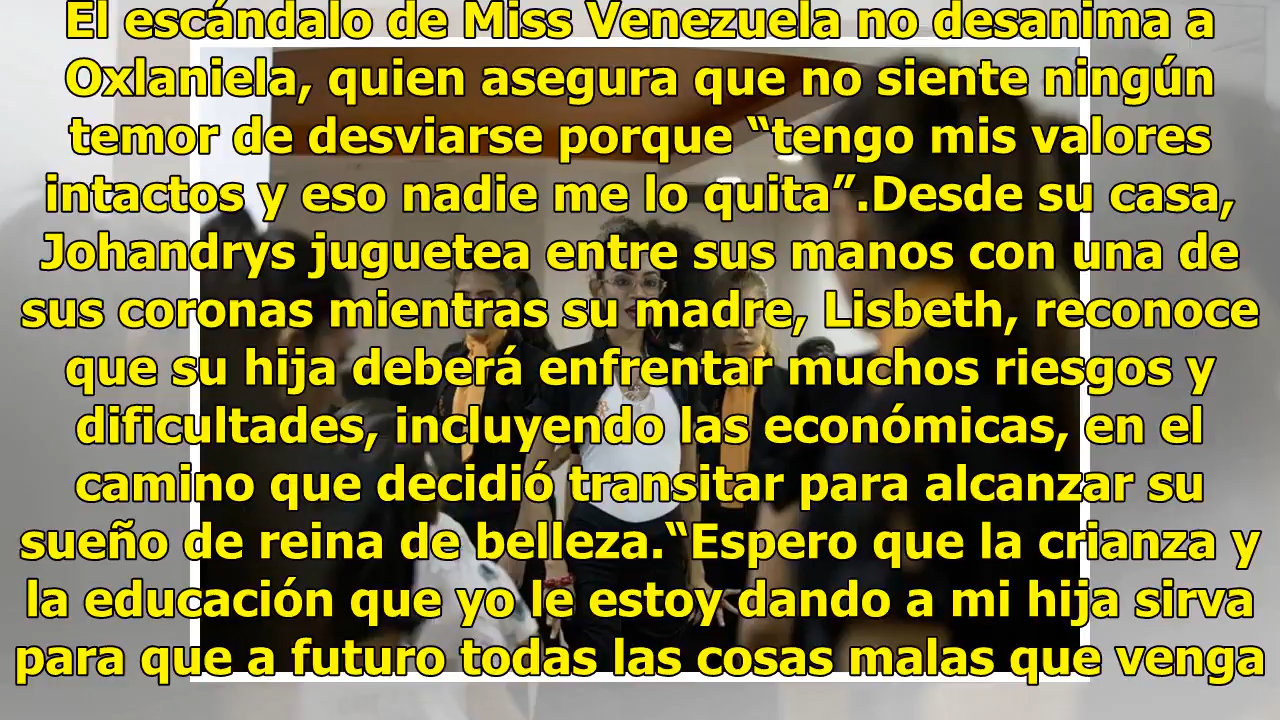 El escándalo de Miss Venezuela no desanima a
Oxlaniela, quien asegura que no siente ningún
temor de desviarse porque “tengo mis valores
intactos y eso nadie me lo quita”.Desde su casa,
Johandrys juguetea entre sus manos con una de
sus coronas mientras su madre, Lisbeth, reconoce
que su hija deberá enfrentar muchos riesgos y
dificultades, incluyendo las económicas, en el
camino que decidió transitar para alcanzar su
sueño de reina de belleza.“Espero que la crianza y
la educación que yo le estoy dando a mi hija sirva
para que a futuro todas las cosas malas que venga